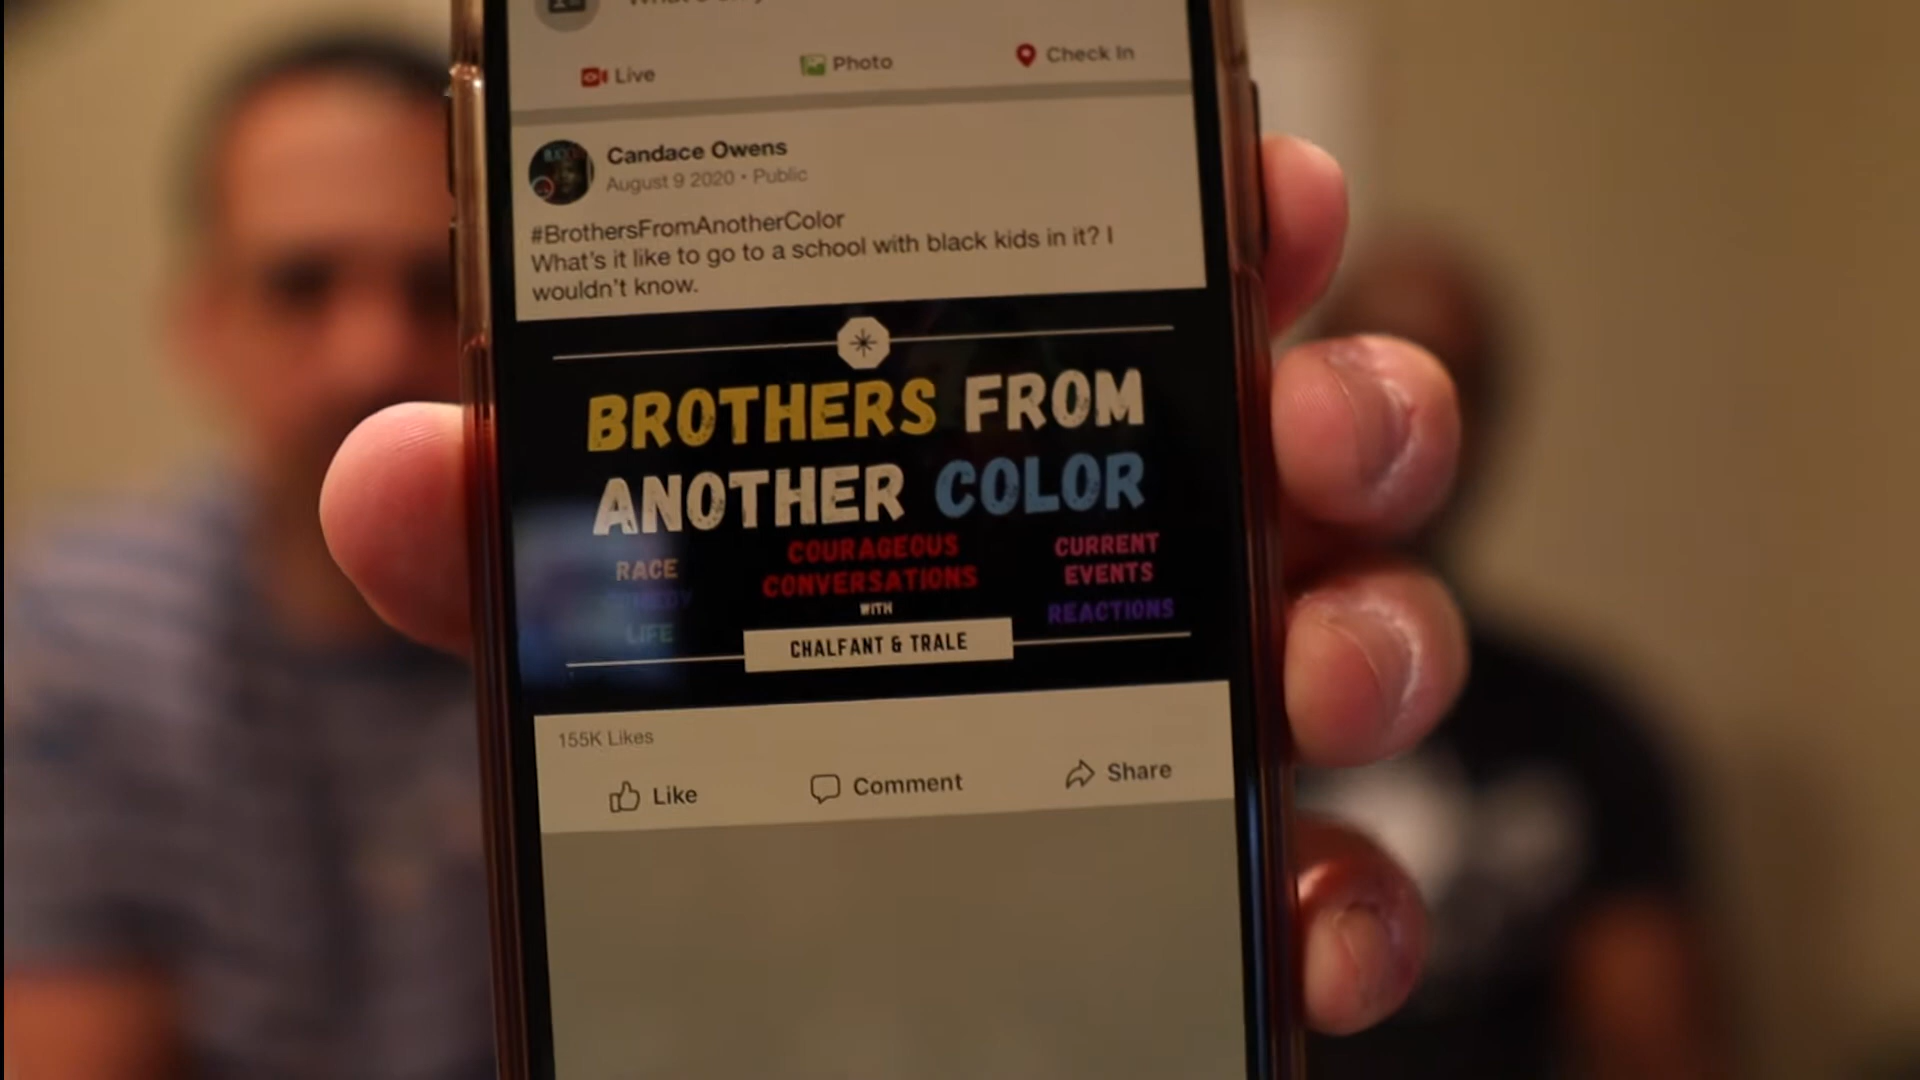 Live
Photo
Check In
Candace Owens
August 9 2020 • Public
#BrothersFromAnotherColor
What's it like to go to a school with black kids in it? I
wouldn't know.
BROTHERS FROM
ANOTHER COLOR
RACE
LIFE
COURAGEOUS
CONVERSATIONS
WITH
CHALFANT & TRALE
CURRENT
EVENTS
REACTIONS
155K Likes
Like
Comment
Share